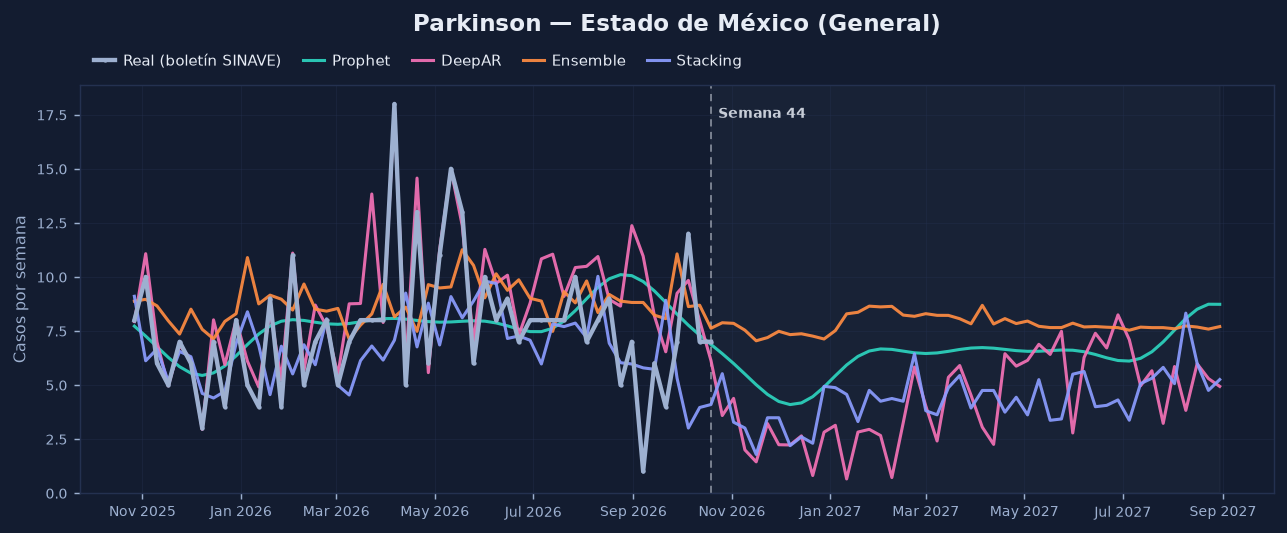 Parkinson — Estado de México (General)
Real (boletín SINAVE) Prophet DeepAR Ensemble Stacking
Semana 44
Casos por semana
17.5
15.0
12.5
10.0
7.5
5.0
2.5
0.0
Nov 2025 Jan 2026 Mar 2026 May 2026 Jul 2026 Sep 2026 Nov 2026 Jan 2027 Mar 2027 May 2027 Jul 2027 Sep 2027